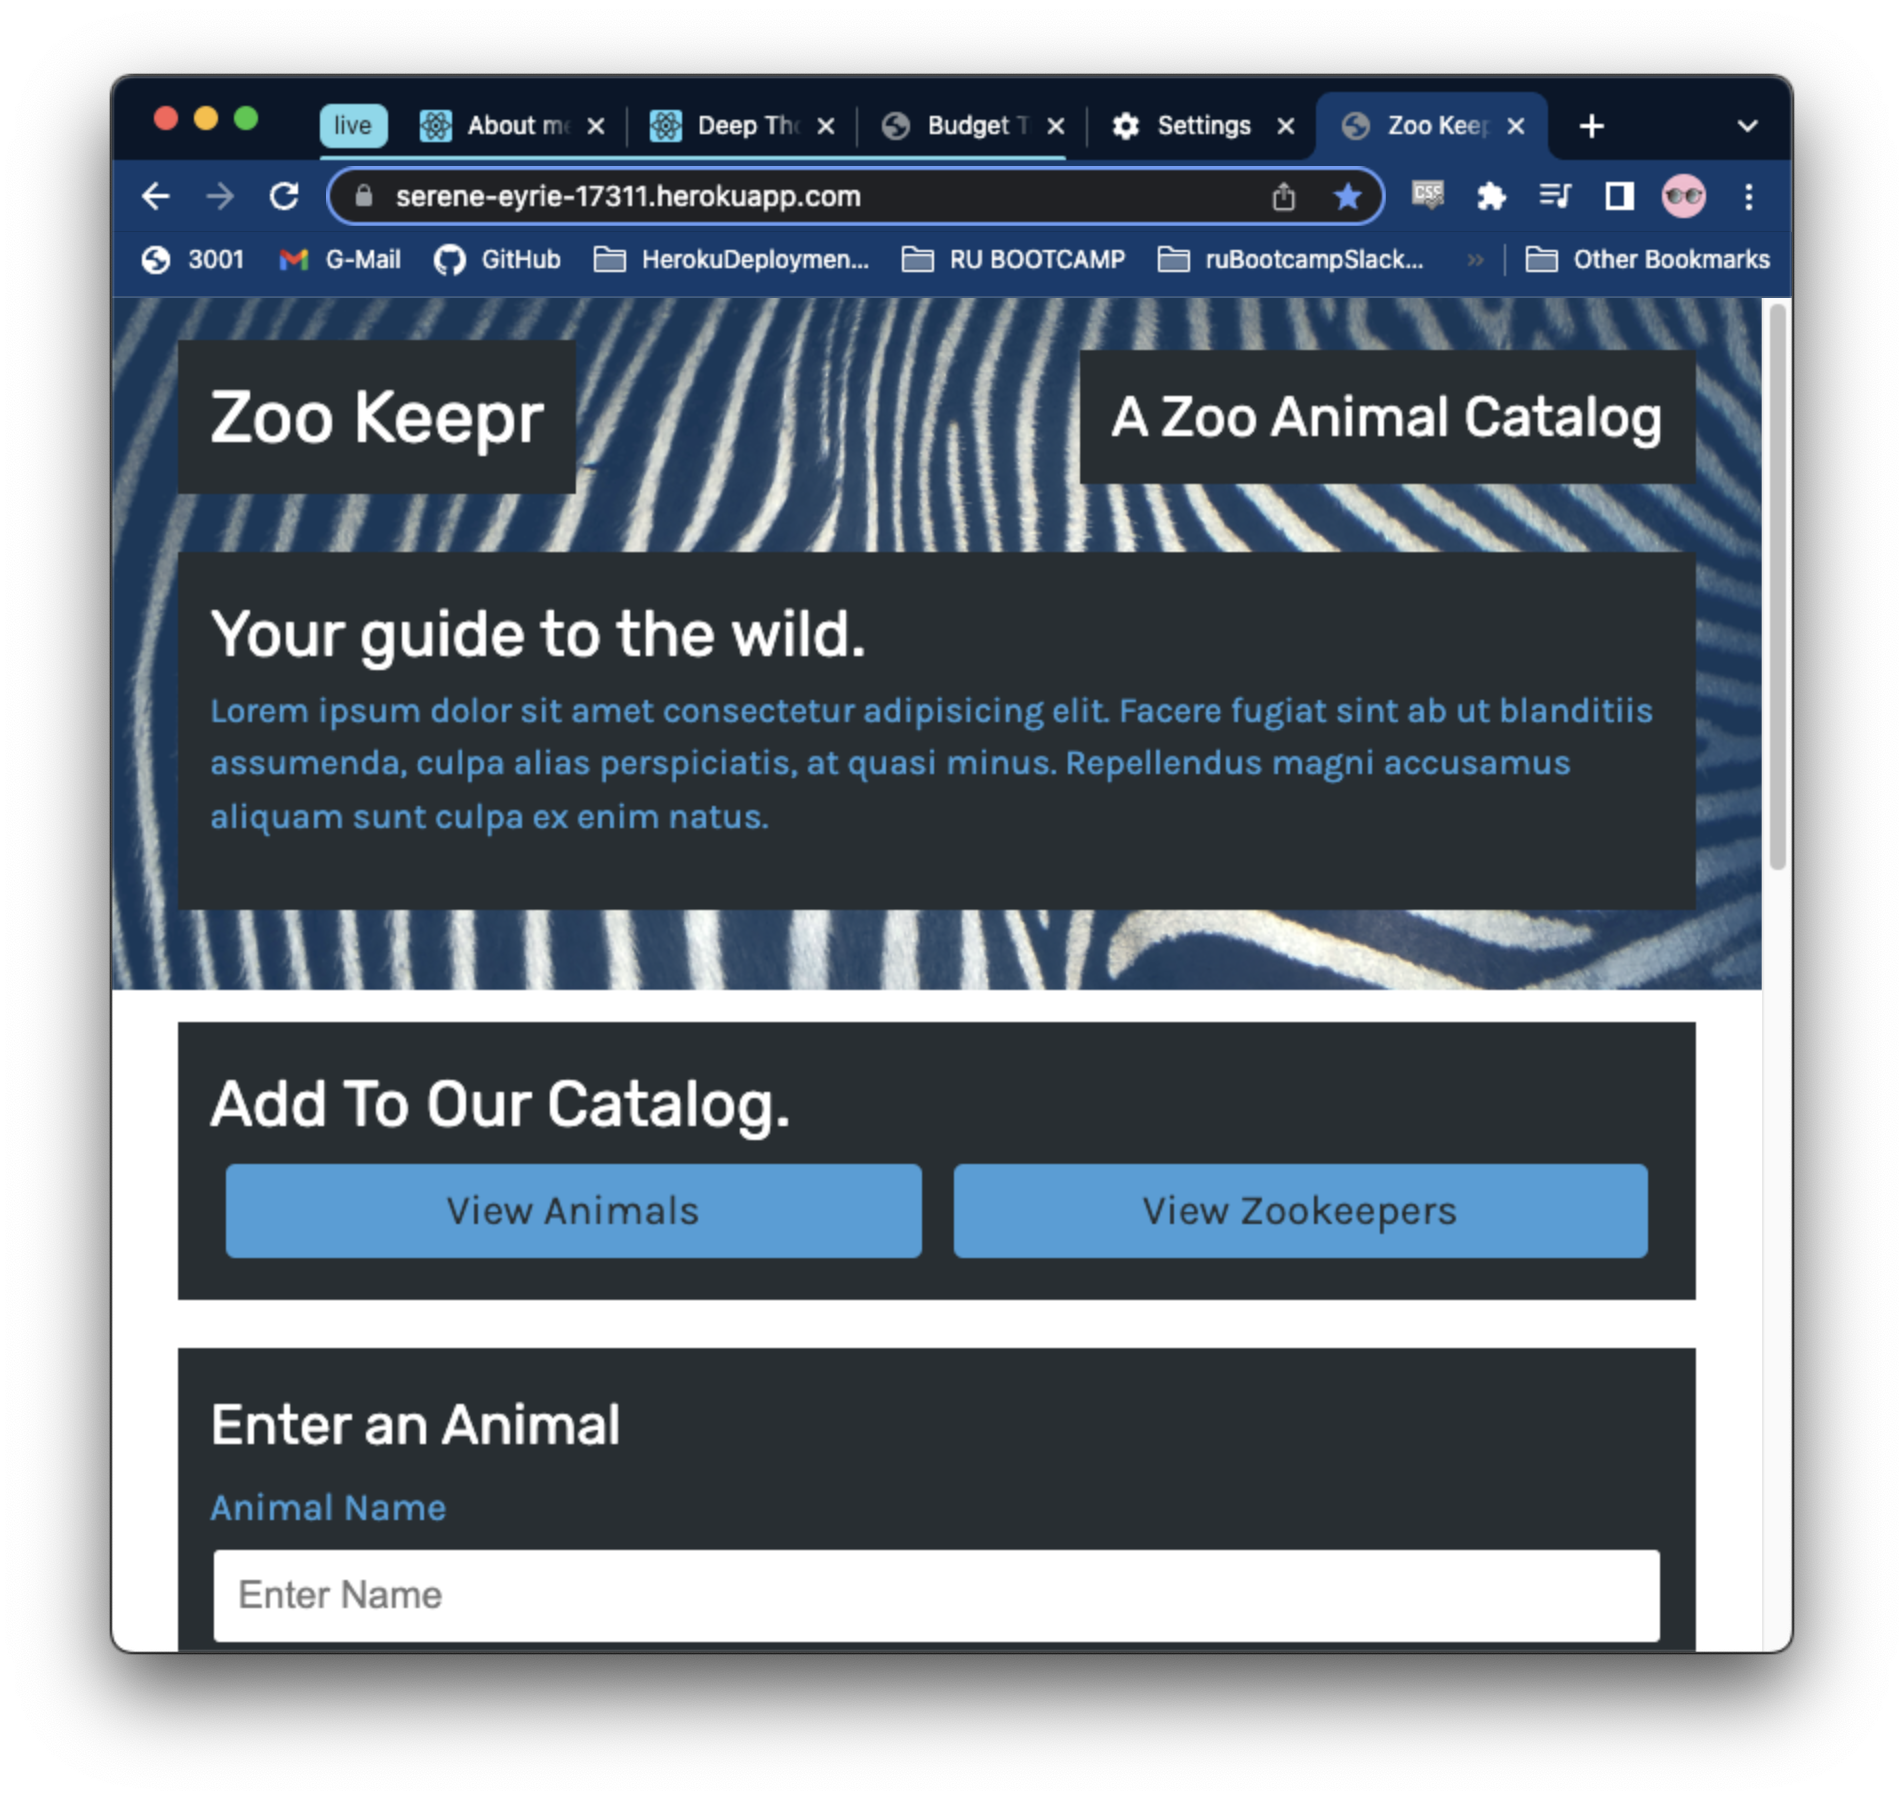 live About me Deep Tho Budget T Settings Zoo Keep
serene-eyrie-17311.herokuapp.com CSS
3001 G-Mail GitHub HerokuDeploymen... RU BOOTCAMP ruBootcampSlack... » Other Bookmarks
Zoo Keepr
A Zoo Animal Catalog
Your guide to the wild.
Lorem ipsum dolor sit amet consectetur adipisicing elit. Facere fugiat sint ab ut blanditiis
assumenda, culpa alias perspiciatis, at quasi minus. Repellendus magni accusamus
aliquam sunt culpa ex enim natus.
Add To Our Catalog.
View Animals View Zookeepers
Enter an Animal
Animal Name
Enter Name